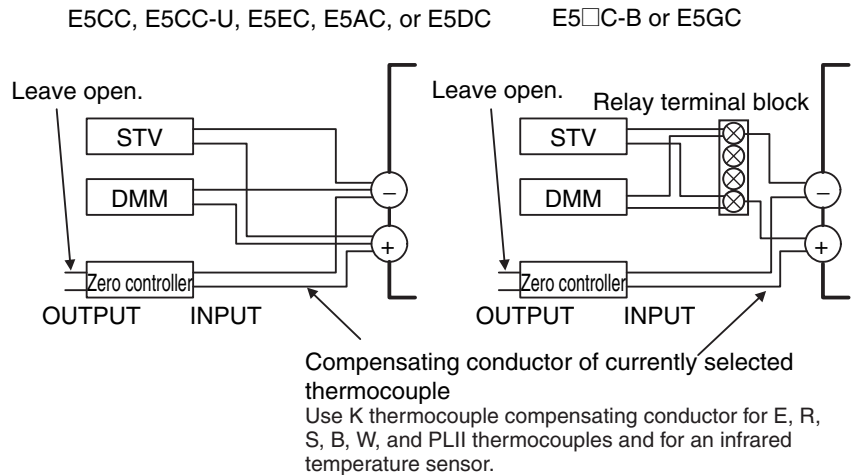 E5CC, E5CC-U, E5EC, E5AC, or E5DC
E5□C-B or E5GC
Leave open.
STV
DMM
−
+
Zero controller
OUTPUT INPUT
Leave open.
Relay terminal block
STV
DMM
−
+
Zero controller
OUTPUT INPUT
Compensating conductor of currently selected
thermocouple
Use K thermocouple compensating conductor for E, R,
S, B, W, and PLII thermocouples and for an infrared
temperature sensor.